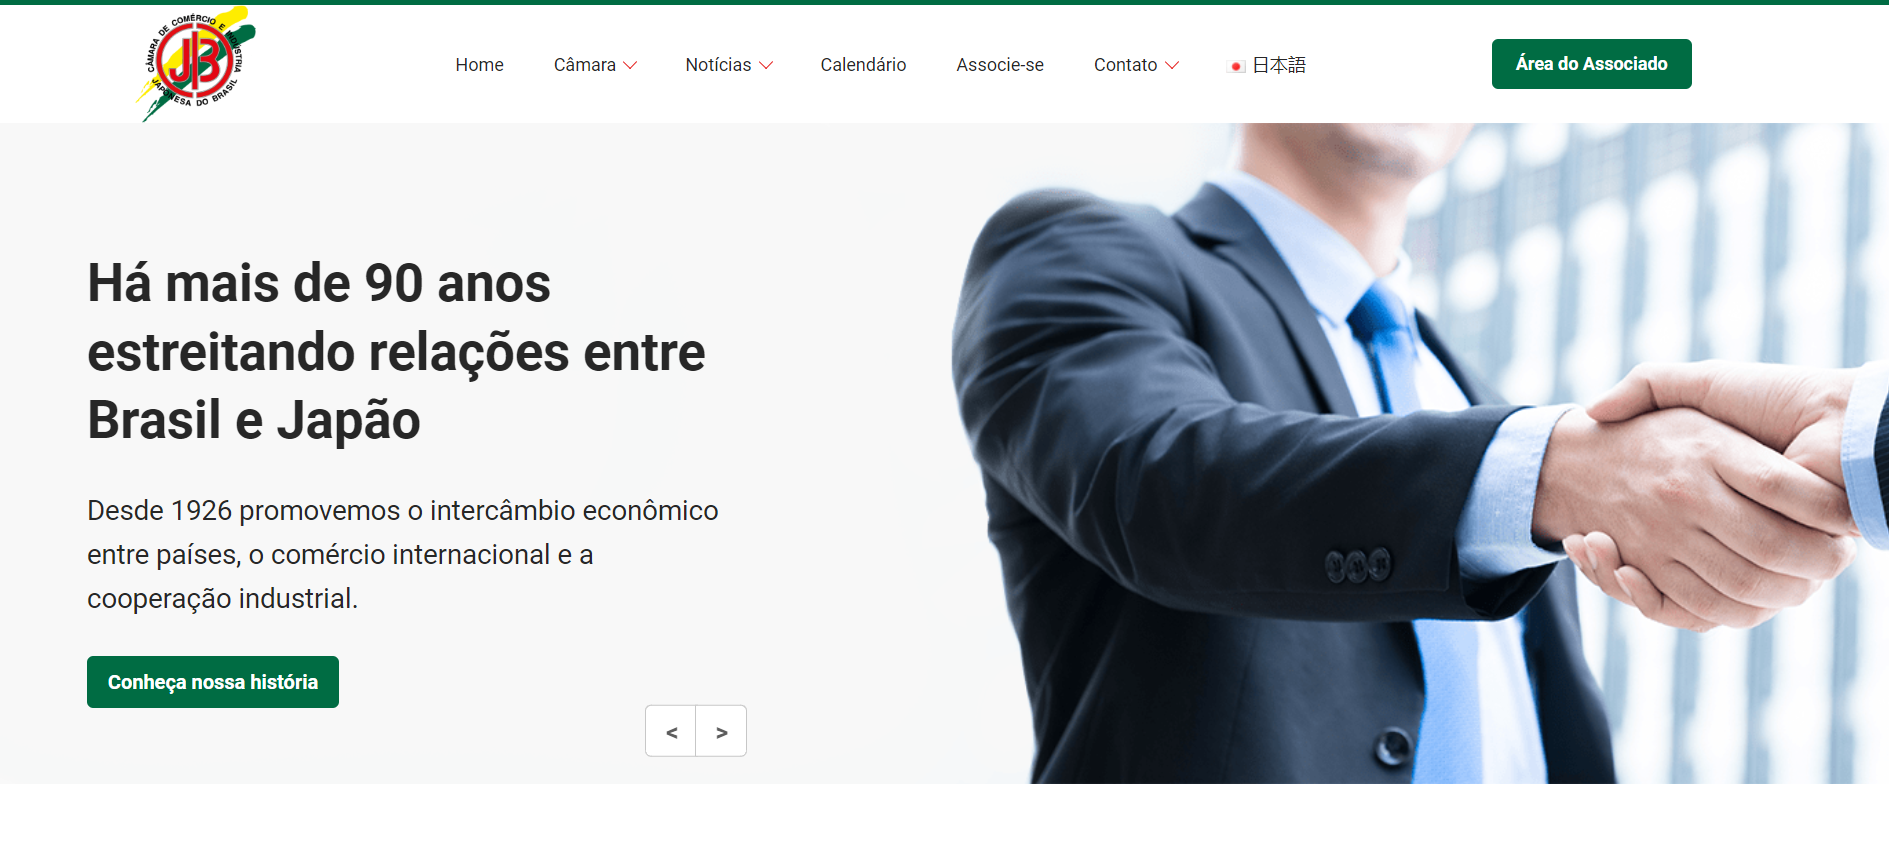 CÂMARA DE COMÉRCIO E INDÚSTRIA
JAPONESA DO BRASIL
JB
Home
Câmara
Notícias
Calendário
Associe-se
Contato
日本語
Área do Associado
Há mais de 90 anos
estreitando relações entre
Brasil e Japão
Desde 1926 promovemos o intercâmbio econômico
entre países, o comércio internacional e a
cooperação industrial.
Conheça nossa história
< >